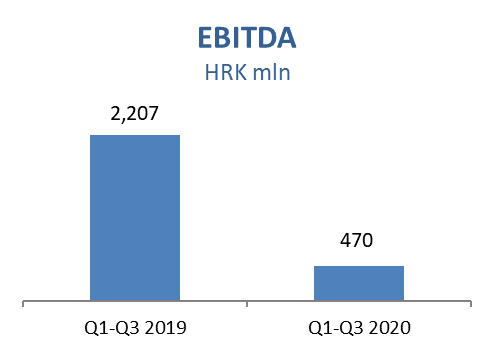 EBITDA
HRK mln
2,207
470
Q1-Q3 2019
Q1-Q3 2020